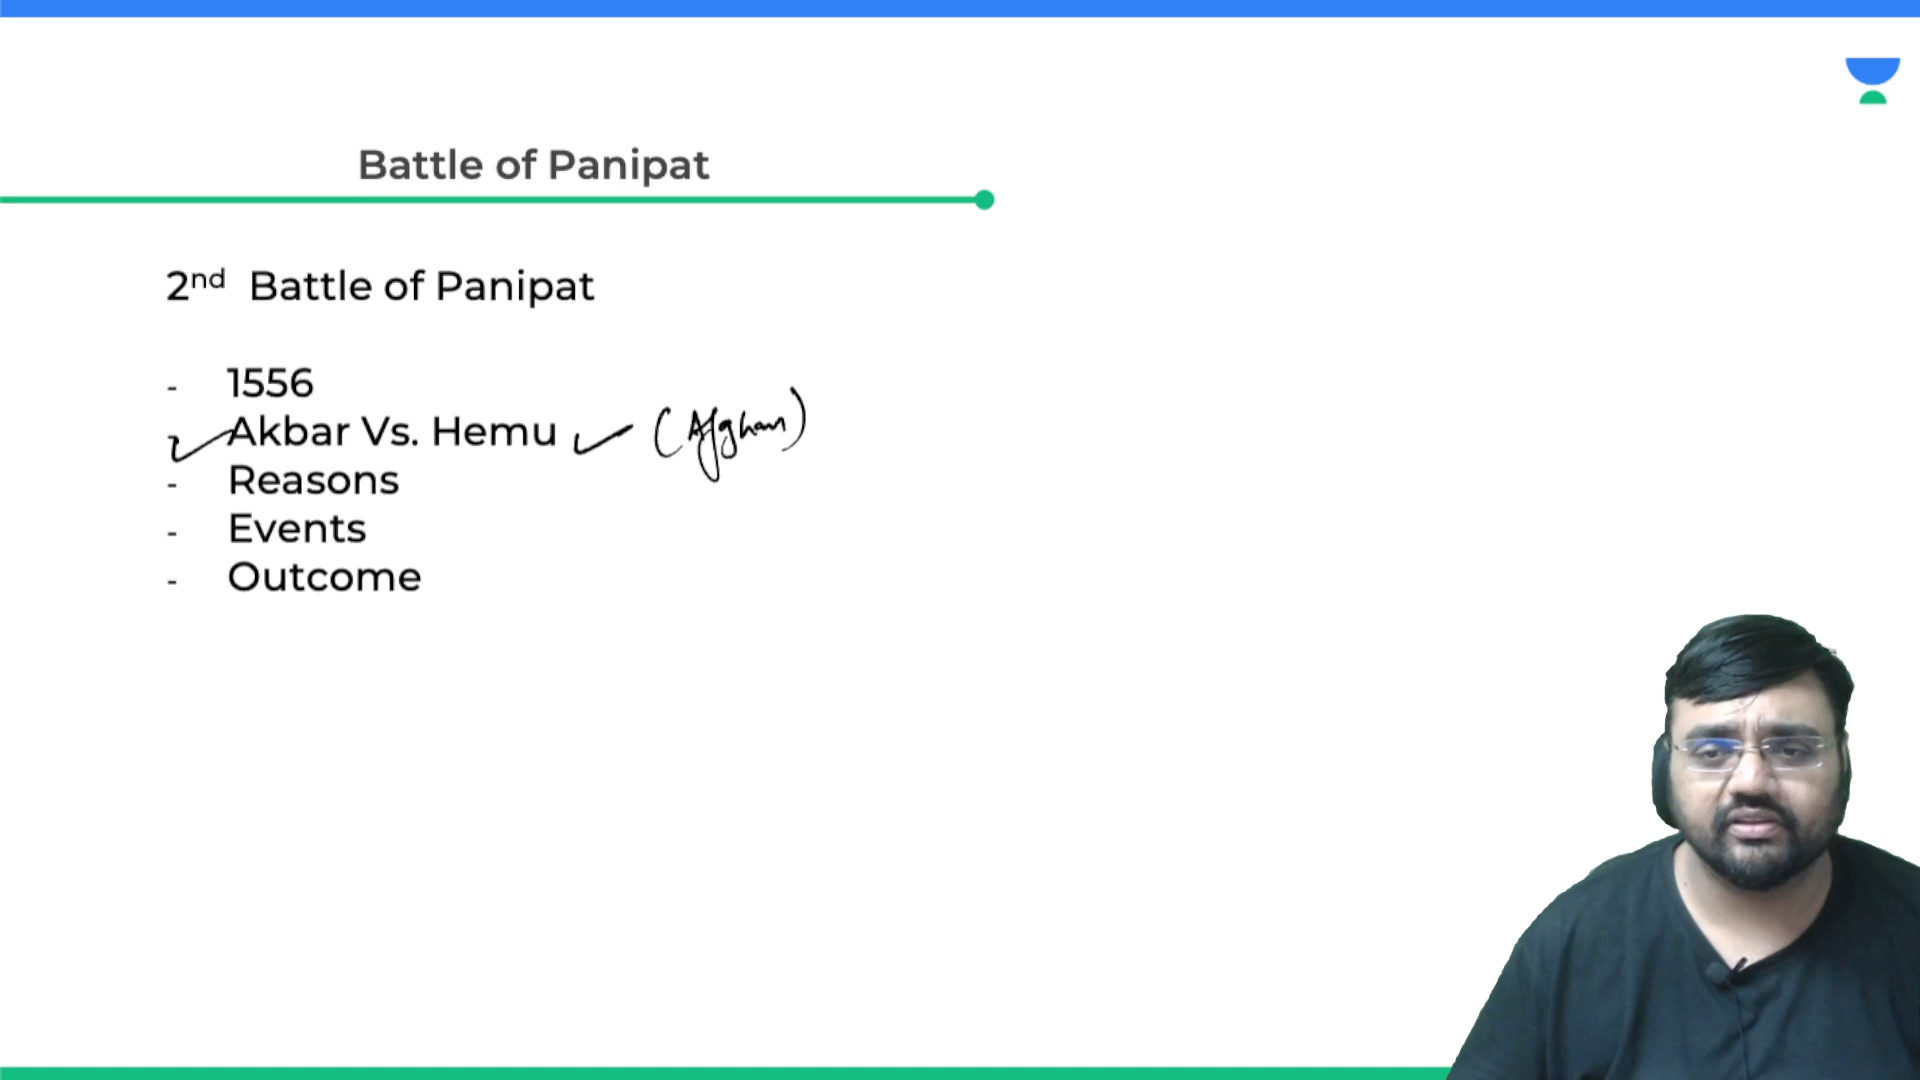 Battle of Panipat
2nd Battle of Panipat
- 1556
Akbar Vs. Hemu (Afghan)
- Reasons
- Events
- Outcome